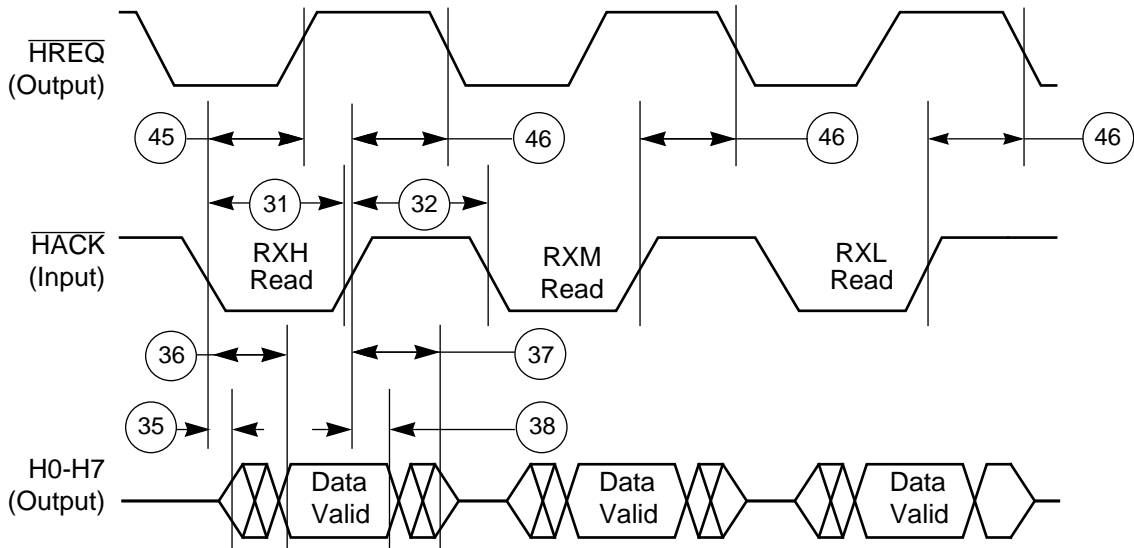 HREQ
(Output)
45
46
46
46
31
32
HACK
(Input)
RXH
Read
RXM
Read
RXL
Read
36
37
35
38
H0-H7
(Output)
Data
Valid
Data
Valid
Data
Valid